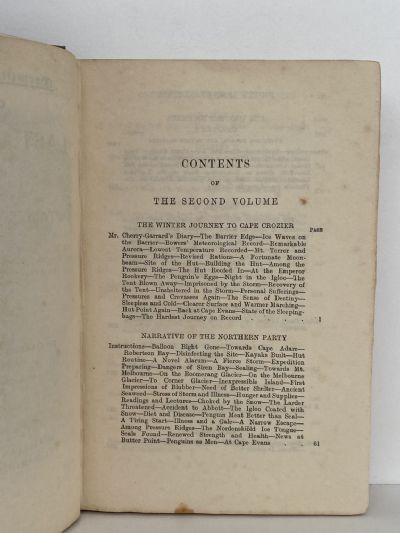 CONTENTS
OF
THE SECOND VOLUME
THE WINTER JOURNEY TO CAPE CROZIER
PAGE
Mr. Cherry-Garrard's Diary—The Barrier Edge—Ice Waves on
the Barrier—Bowers' Meteorological Record—Remarkable
Aurora—Lowest Temperature Recorded—Mt. Terror and
Pressure Ridges—Revised Rations—A Fortunate Moon-
beam—Site of the Hut—Building the Hut—Among the
Pressure Ridges—The Hut Roofed In—At the Emperor
Rookery—The Penguin's Eggs—Night in the Igloo—The
Tent Blown Away—Imprisoned by the Storm—Recovery of
the Tent—Unsheltered in the Storm—Personal Sufferings—
Pressures and Crevasses Again—The Sense of Destiny—
Sleepless and Cold—Clearer Surface and Warmer Marching—
Hut Point Again—Back at Cape Evans—State of the Sleeping-
bags—The Hardest Journey on Record . . . 1
NARRATIVE OF THE NORTHERN PARTY
Instructions—Balloon Bight Gone—Towards Cape Adare—
Robertson Bay—Disinfecting the Site—Kayaks Built—Hut
Routine—A Novel Alarum—A Fierce Storm—Expedition
Preparing—Dangers of Siren Bay—Sealing—Towards Mt.
Melbourne—On the Boomerang Glacier—On the Melbourne
Glacier—To Corner Glacier—Inexpressible Island—First
Impressions of Blubber—Need of Better Shelter—Ancient
Seaweed—Stress of Storm and Illness—Hunger and Supplies—
Readings and Lectures—Choked by the Snow—The Larder
Threatened—Accident to Abbott—The Igloo Coated with
Snow—Diet and Disease—Penguin Meat Better than Seal—
A Tiring Start—Illness and a Gale—A Narrow Escape—
Among Pressure Ridges—The Nordenskiöld Ice Tongue—
Seals Found—Renewed Strength and Health—News at
Butter Point—Penguins as Men—At Cape Evans . . . 61